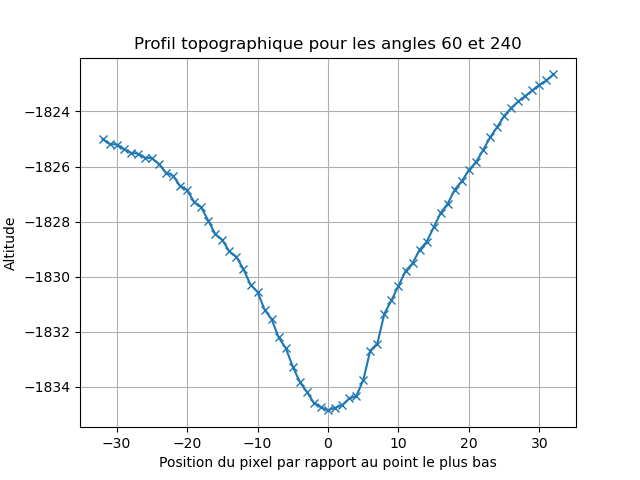 Profil topographique pour les angles 60 et 240
−1824
−1826
−1828
−1830
−1832
−1834
Altitude
−30 −20 −10 0 10 20 30
Position du pixel par rapport au point le plus bas